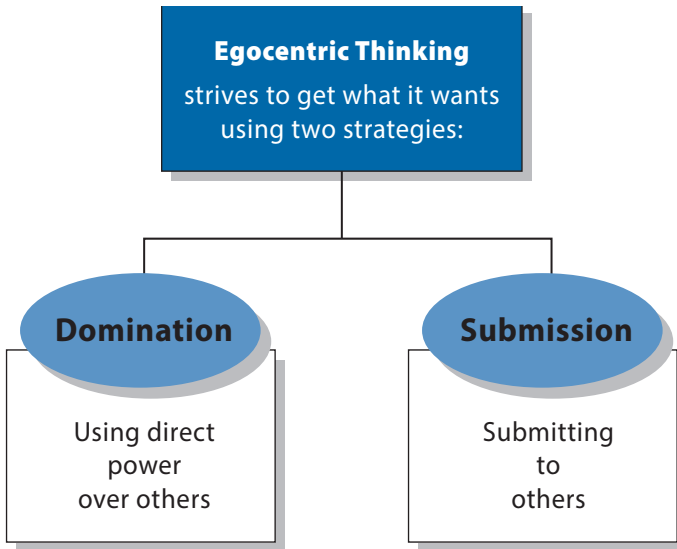 Egocentric Thinking
strives to get what it wants
using two strategies:
Domination
Using direct
power
over others
Submission
Submitting
to
others